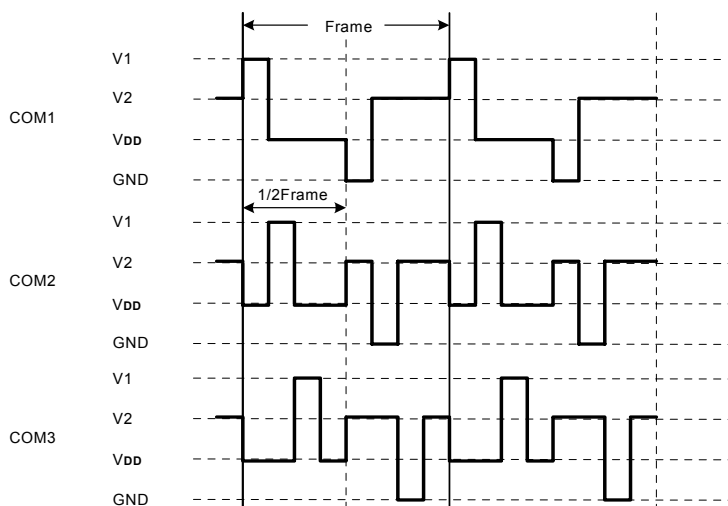 Frame
V1
V2
COM1
VDD
GND
1/2Frame
V1
V2
COM2
VDD
GND
V1
V2
COM3
VDD
GND